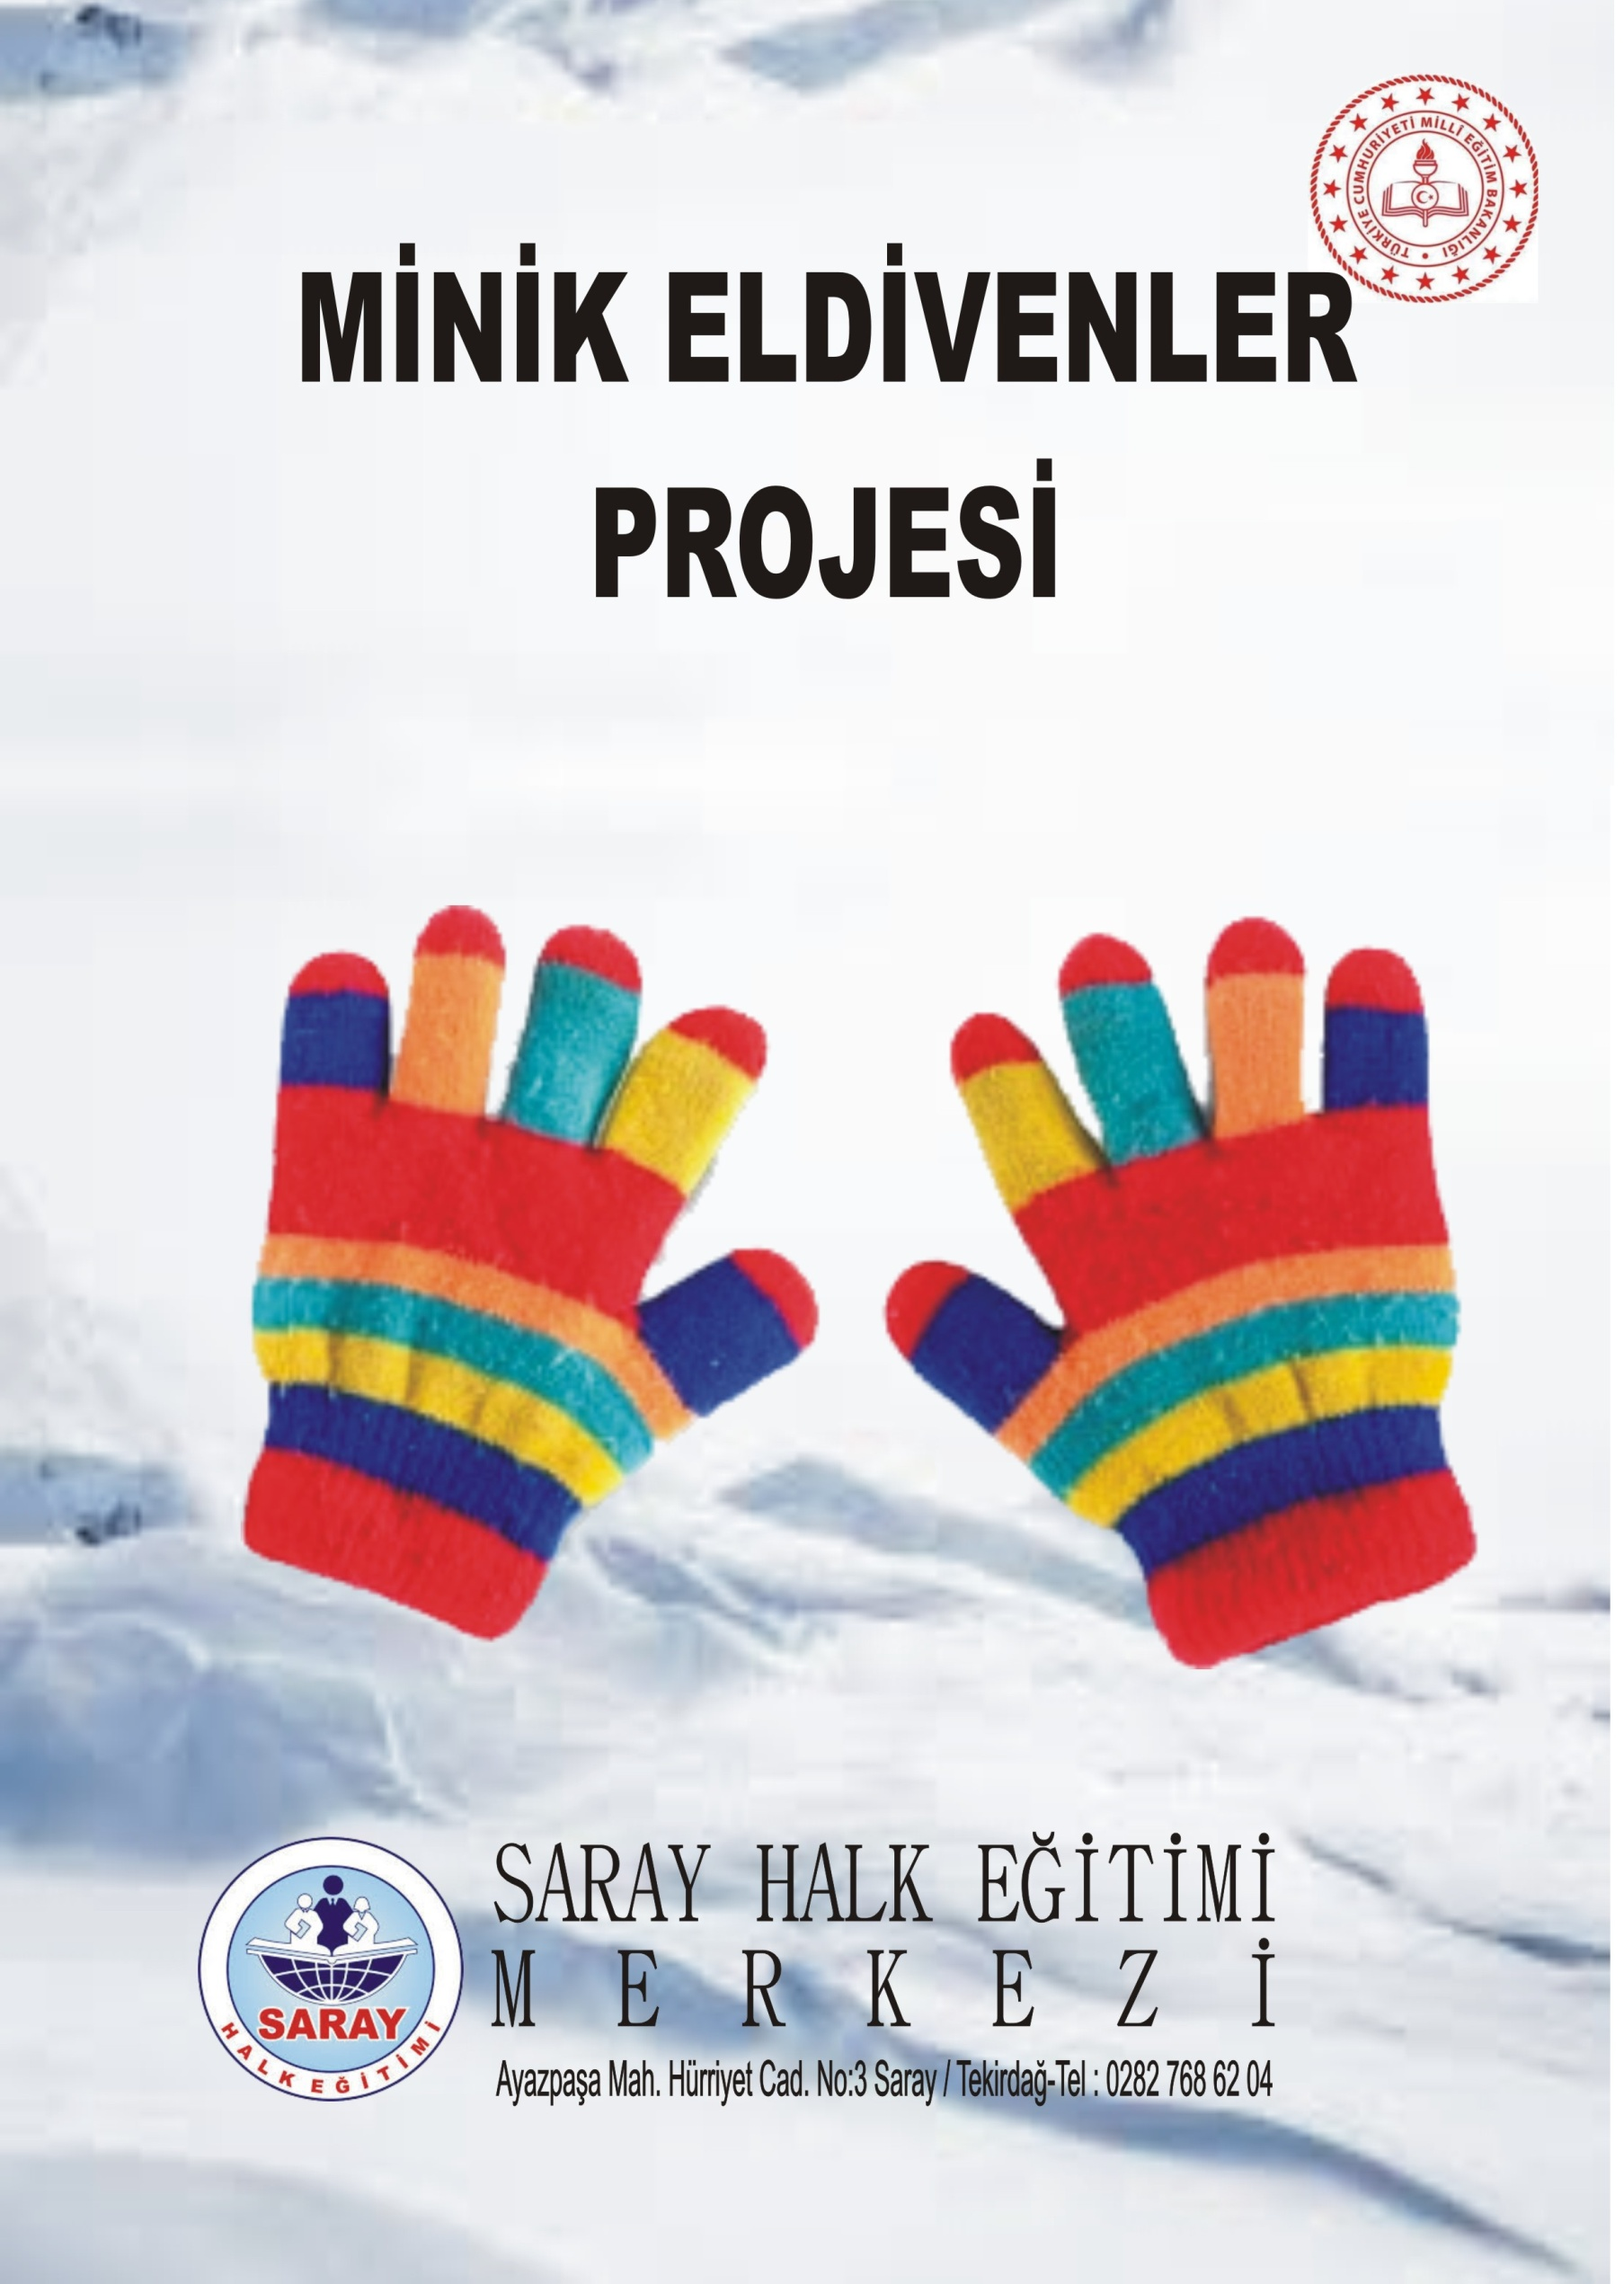 TÜRKİYE CUMHURİYETİ MİLLÎ EĞİTİM BAKANLIĞI
MİNİK ELDİVENLER
PROJESİ
SARAY HALK EĞİTİMİ
MERKEZİ
SARAY
HALK EĞİTİMİ
Ayazpaşa Mah. Hürriyet Cad. No:3 Saray / Tekirdağ-Tel : 0282 768 62 04